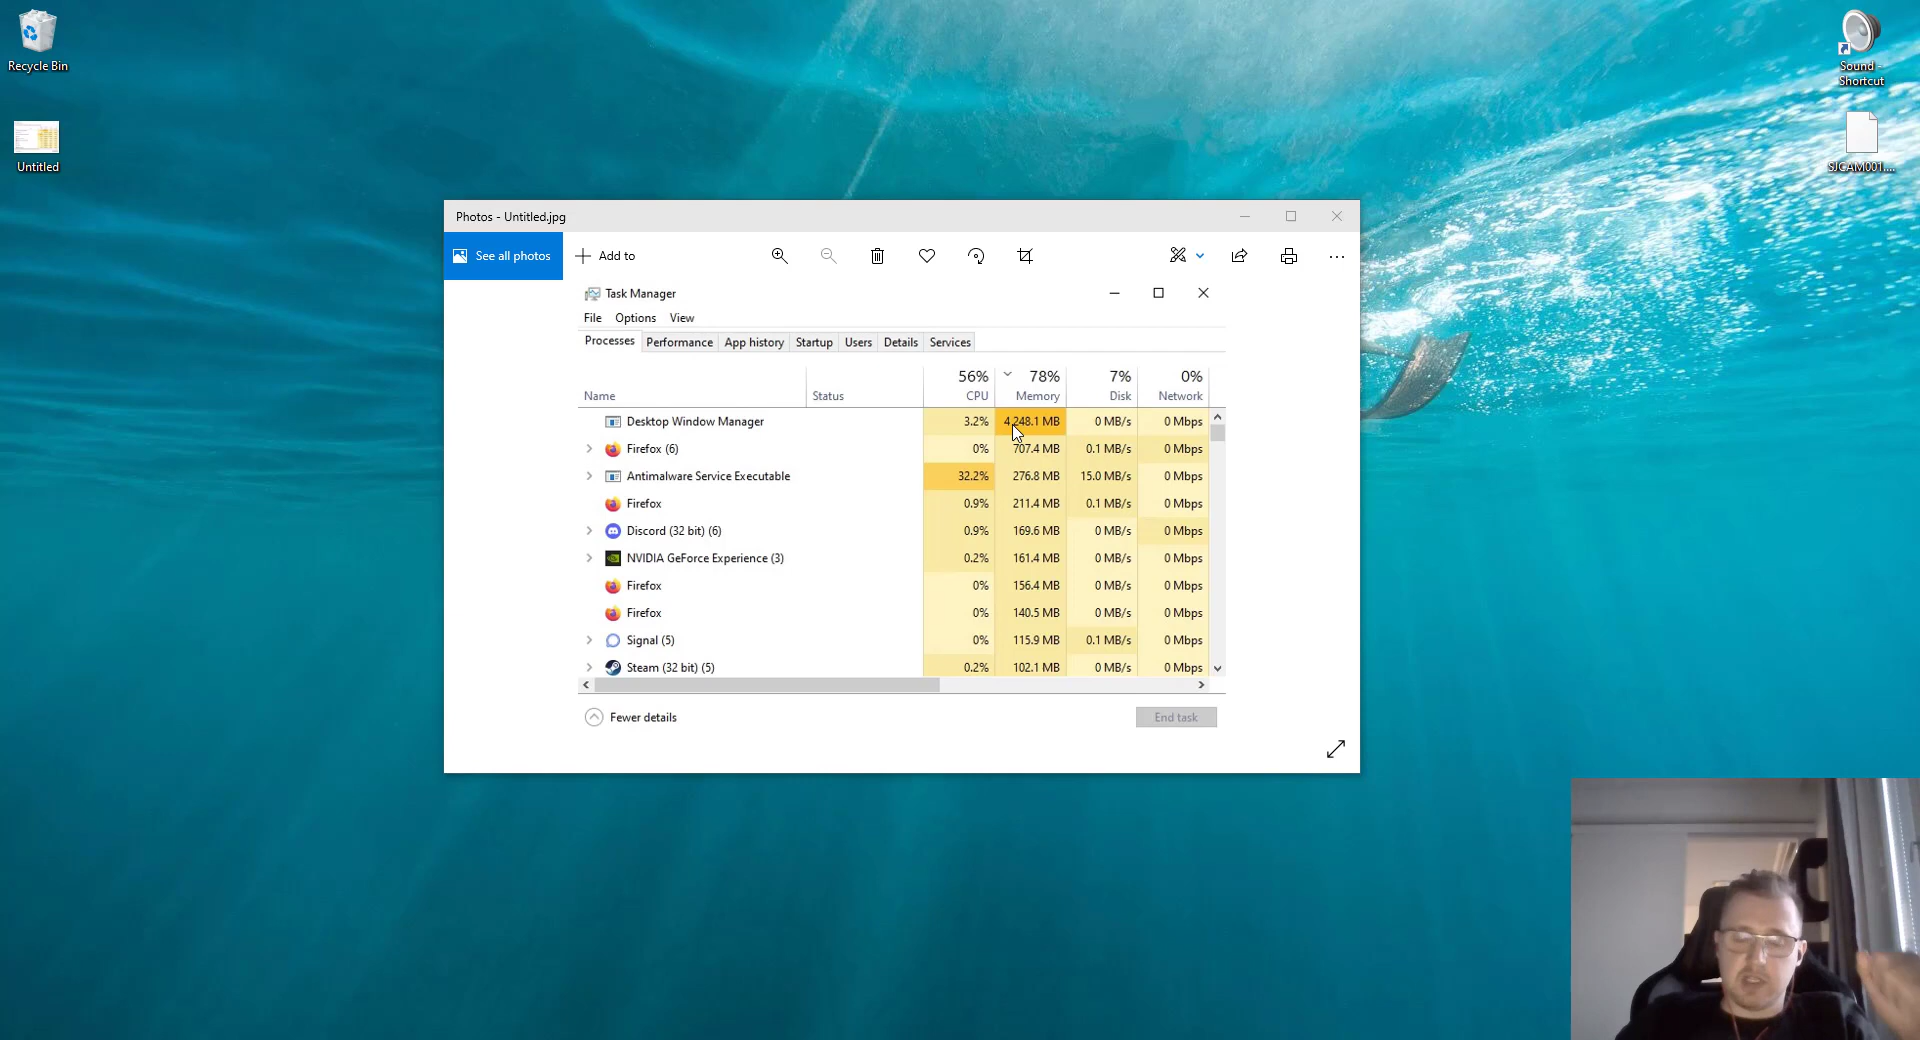 Recycle Bin
Untitled
Sound -
Shortcut
SJCAM001....
Photos - Untitled.jpg
See all photos
Add to
Task Manager
File Options View
Processes Performance App history Startup Users Details Services
56% 78% 7% 0%
Name Status CPU Memory Disk Network
Desktop Window Manager 3.2% 4,248.1 MB 0 MB/s 0 Mbps
Firefox (6) 0% 707.4 MB 0.1 MB/s 0 Mbps
Antimalware Service Executable 32.2% 276.8 MB 15.0 MB/s 0 Mbps
Firefox 0.9% 211.4 MB 0.1 MB/s 0 Mbps
Discord (32 bit) (6) 0.9% 169.6 MB 0 MB/s 0 Mbps
NVIDIA GeForce Experience (3) 0.2% 161.4 MB 0 MB/s 0 Mbps
Firefox 0% 156.4 MB 0 MB/s 0 Mbps
Firefox 0% 140.5 MB 0 MB/s 0 Mbps
Signal (5) 0% 115.9 MB 0.1 MB/s 0 Mbps
Steam (32 bit) (5) 0.2% 102.1 MB 0 MB/s 0 Mbps
Fewer details
End task